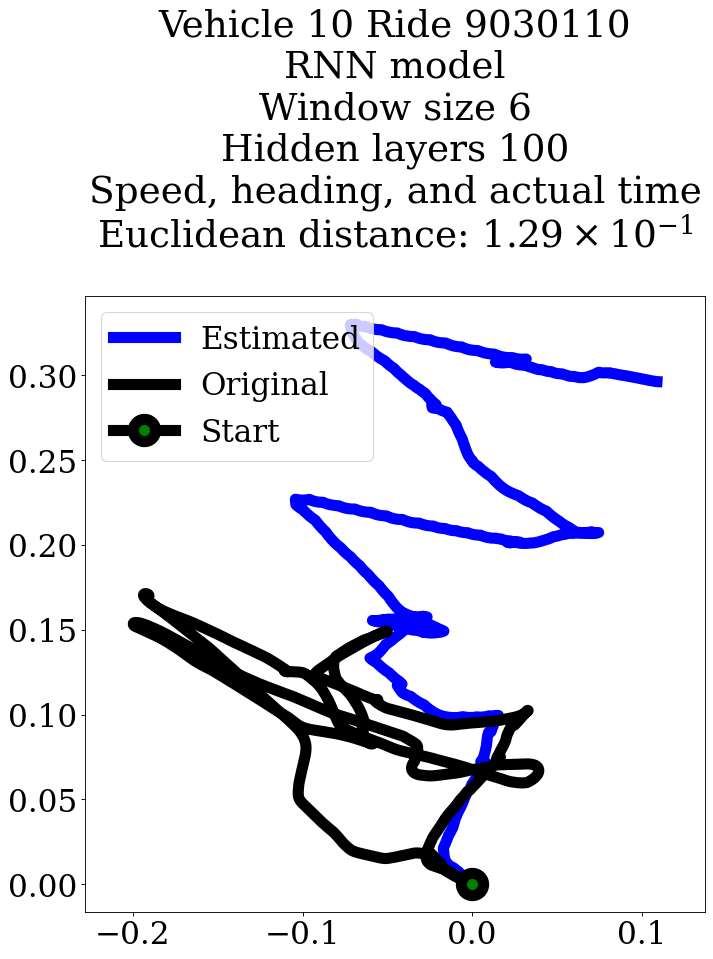 Vehicle 10 Ride 9030110
RNN model
Window size 6
Hidden layers 100
Speed, heading, and actual time
Euclidean distance: 1.29 × 10⁻¹
Estimated
Original
Start
0.30
0.25
0.20
0.15
0.10
0.05
0.00
−0.2 −0.1 0.0 0.1